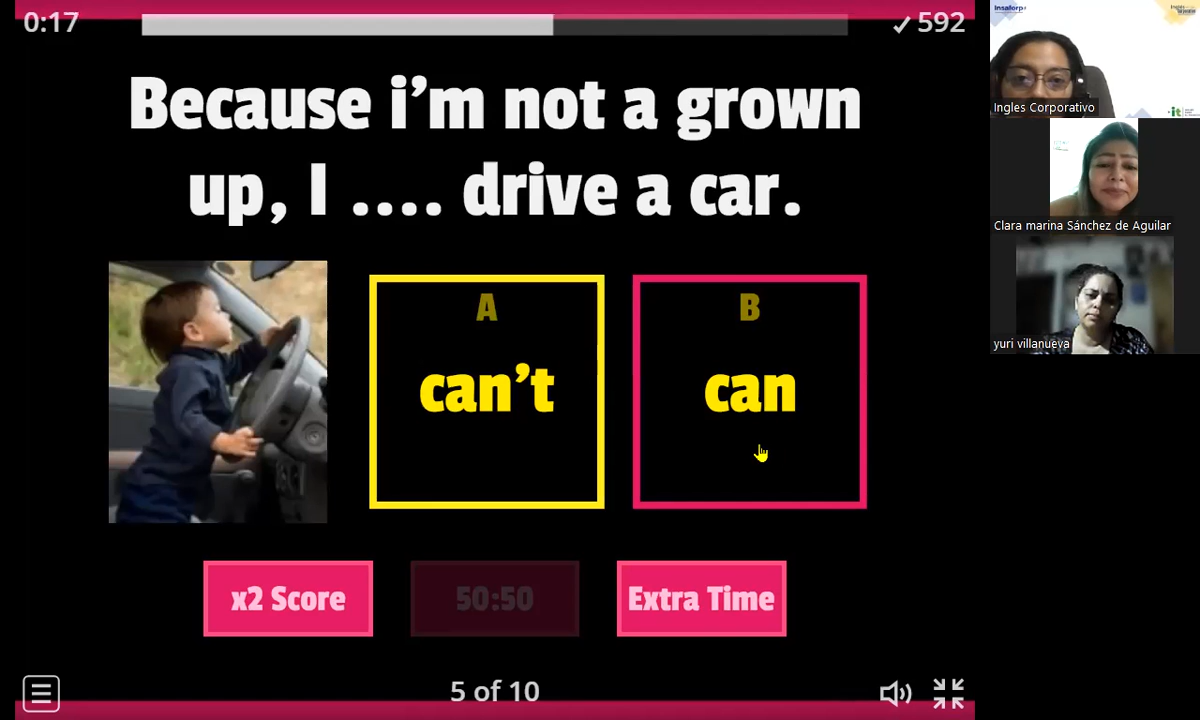 0:17
✓592
Because i’m not a grown
up, I .... drive a car.
A
can’t
B
can
x2 Score
50:50
Extra Time
5 of 10
Insaforp
Ingles Corporativo
Clara marina Sánchez de Aguilar
yuri villanueva